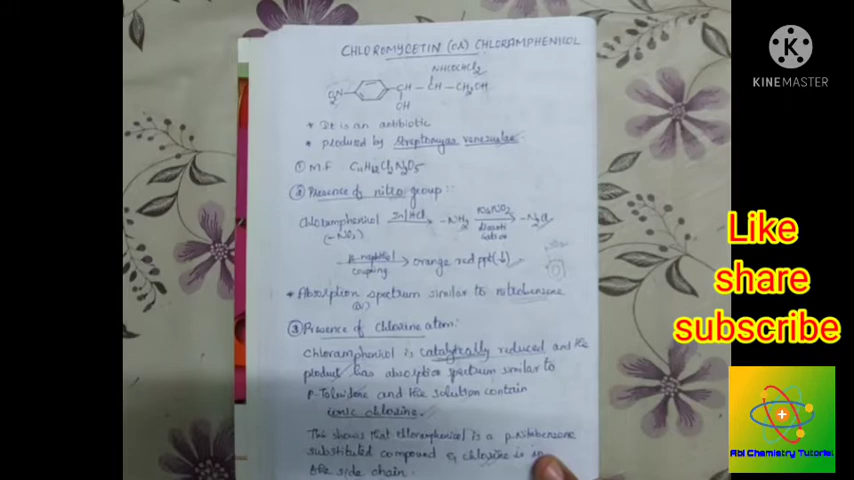 CHLOROMYCETIN (OR) CHLORAMPHENICOL
NHCOCHCl2
O2N CH — CH — CH2OH
OH
* It is an antibiotic
* produced by Streptomyces venezuelae
① M.F C11H12Cl2N2O5
② Presence of nitro group :-
Chloramphenicol Sn/HCl -NH2 NaNO2 -N2Cl
(-NO2)
β-naphthol orange red ppt(↓)
coupling
* Absorption spectrum similar to nitrobenzene
(UV)
③ Presence of chlorine atom:
Chloramphenicol is catalytically reduced and the
product has absorption spectrum similar to
p-Toluidine and the solution contain
ionic chlorine.
This shows that chloramphenicol is a p-Nitrobenzene
substituted compound & chlorine is in
the side chain.
KINEMASTER
Like
share
subscribe
Abi Chemistry Tutorial